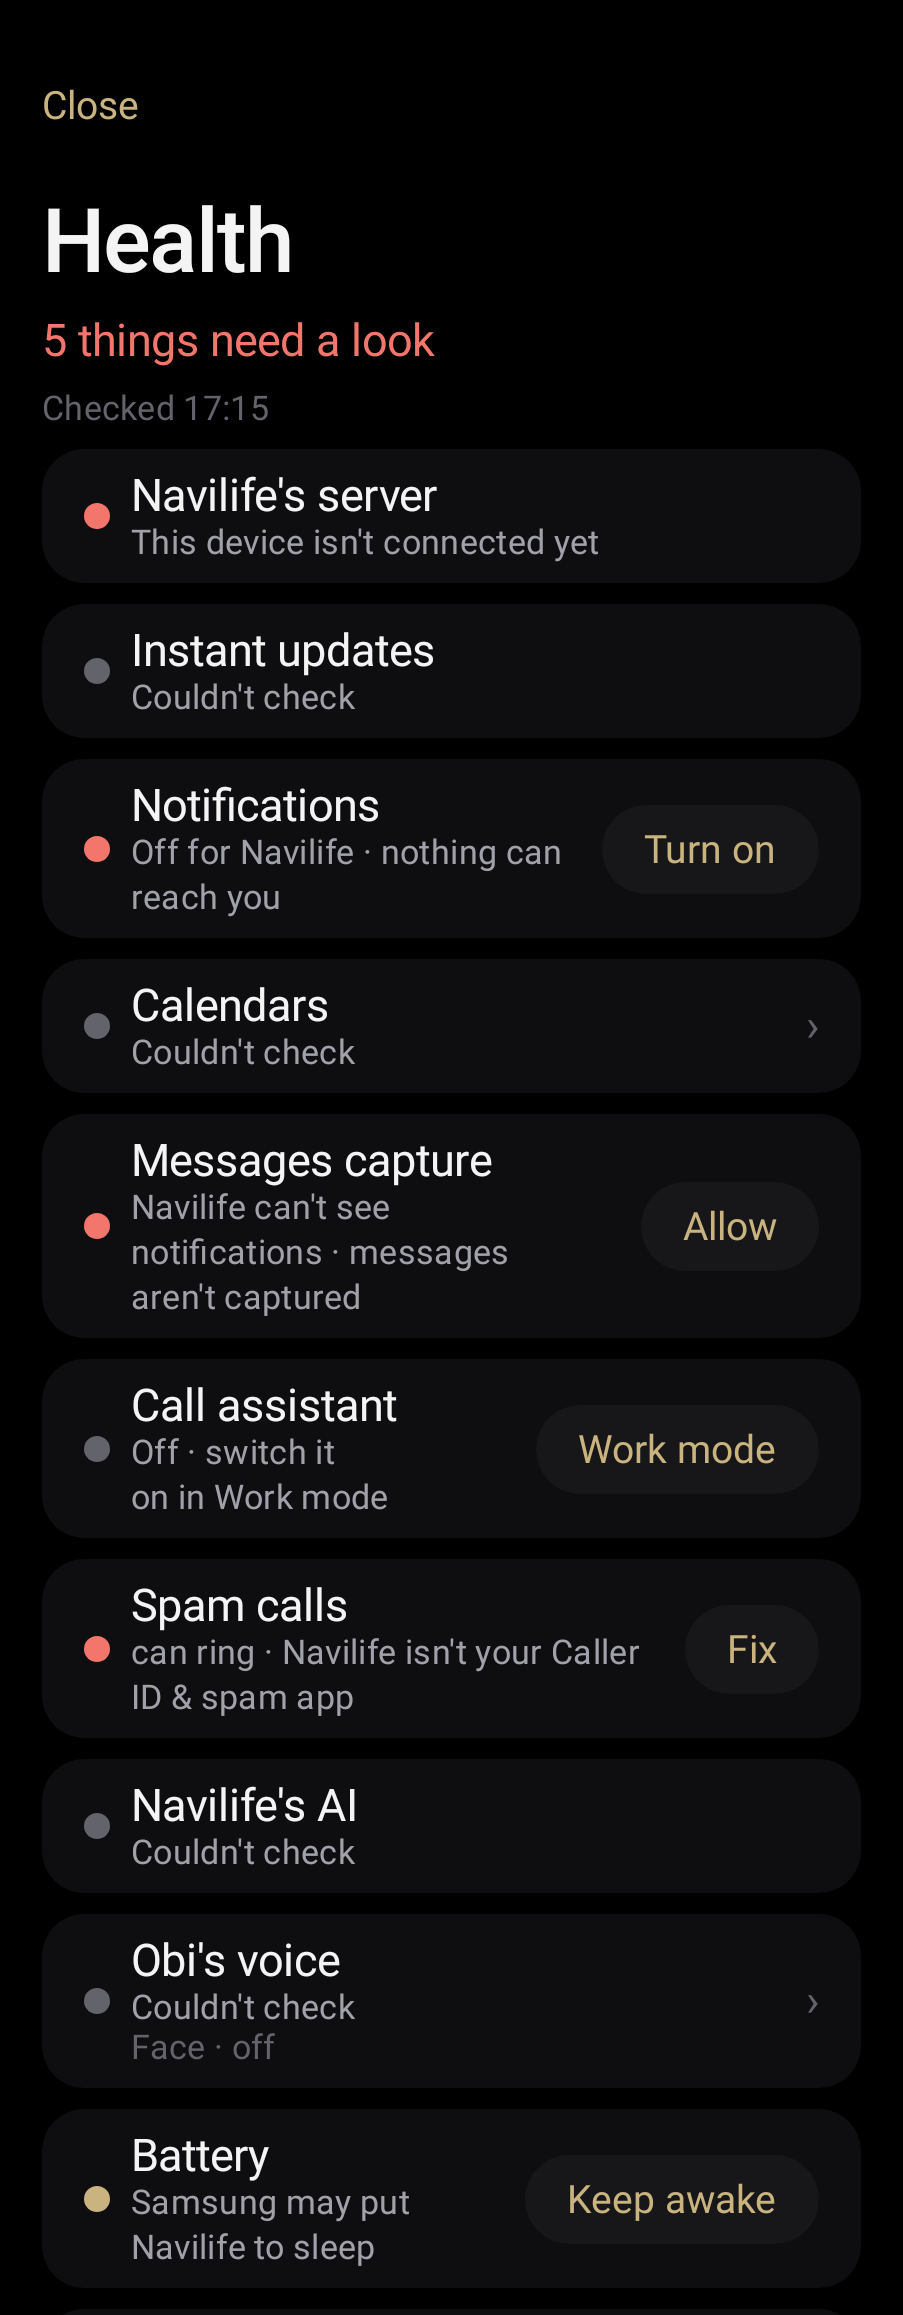 Close
Health
5 things need a look
Checked 17:15
Navilife's server
This device isn't connected yet
Instant updates
Couldn't check
Notifications
Off for Navilife · nothing can
reach you
Turn on
Calendars
Couldn't check
›
Messages capture
Navilife can't see
notifications · messages
aren't captured
Allow
Call assistant
Off · switch it
on in Work mode
Work mode
Spam calls
can ring · Navilife isn't your Caller
ID & spam app
Fix
Navilife's AI
Couldn't check
Obi's voice
Couldn't check
Face · off
›
Battery
Samsung may put
Navilife to sleep
Keep awake